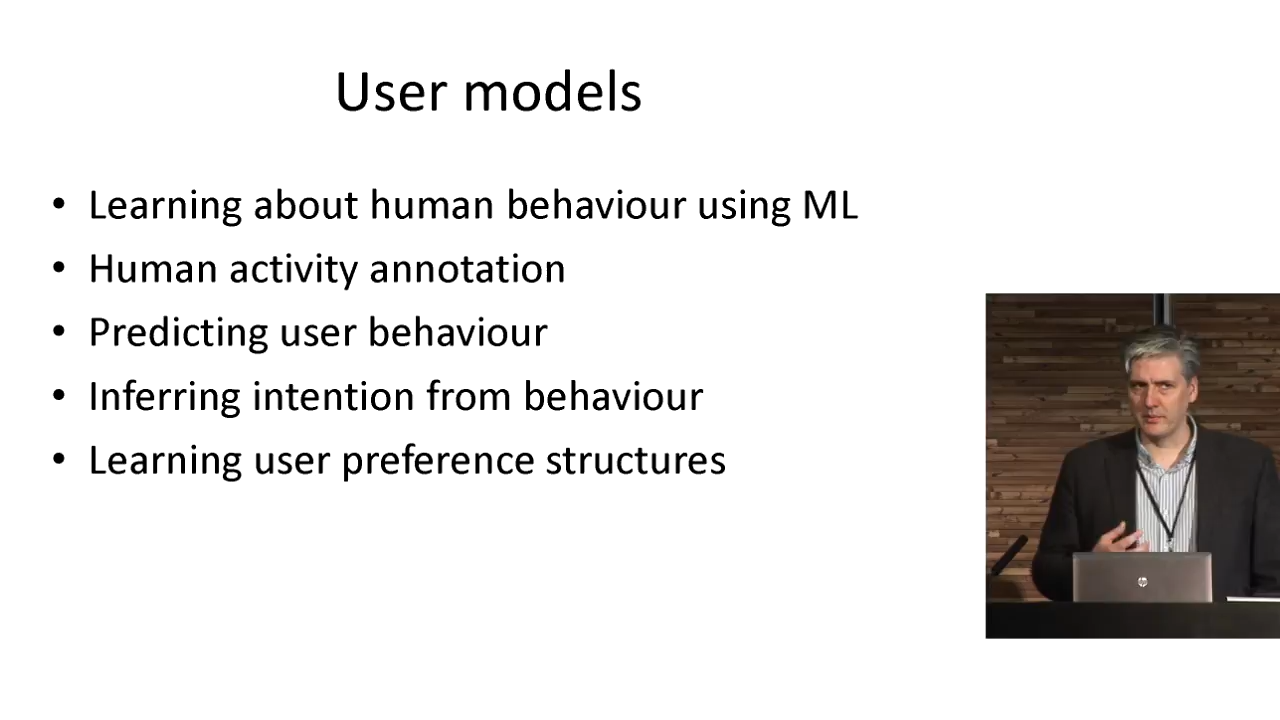 User models
• Learning about human behaviour using ML
• Human activity annotation
• Predicting user behaviour
• Inferring intention from behaviour
• Learning user preference structures
hp